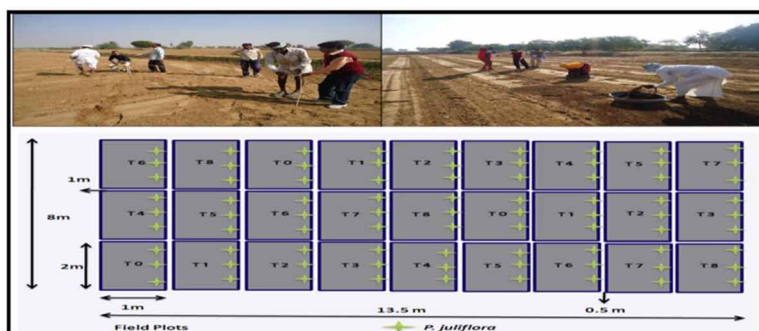 T6 T8 T0 T1 T2 T3 T4 T5 T7
1m
8m
T4 T5 T6 T7 T8 T0 T1 T2 T3
2m
T0 T1 T2 T3 T4 T5 T6 T7 T8
1m
13.5 m
0.5 m
Field Plots
P. juliflora